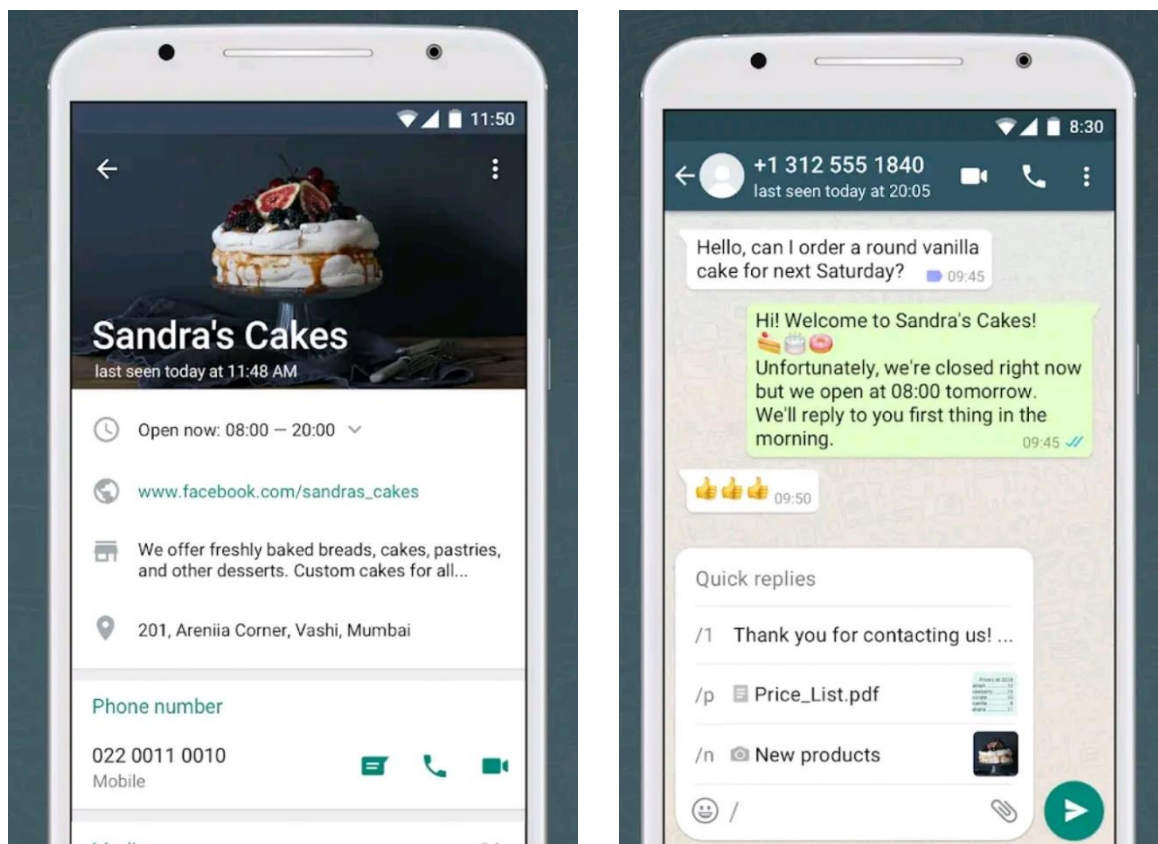 11:50
Sandra's Cakes
last seen today at 11:48 AM
Open now: 08:00 – 20:00
www.facebook.com/sandras_cakes
We offer freshly baked breads, cakes, pastries,
and other desserts. Custom cakes for all...
201, Areniia Corner, Vashi, Mumbai
Phone number
022 0011 0010
Mobile
8:30
+1 312 555 1840
last seen today at 20:05
Hello, can I order a round vanilla
cake for next Saturday?
09:45
Hi! Welcome to Sandra's Cakes!
🍰🎂🍩
Unfortunately, we're closed right now
but we open at 08:00 tomorrow.
We'll reply to you first thing in the
morning.
09:45
👍👍👍 09:50
Quick replies
/1 Thank you for contacting us! ...
/p Price_List.pdf
/n New products
/